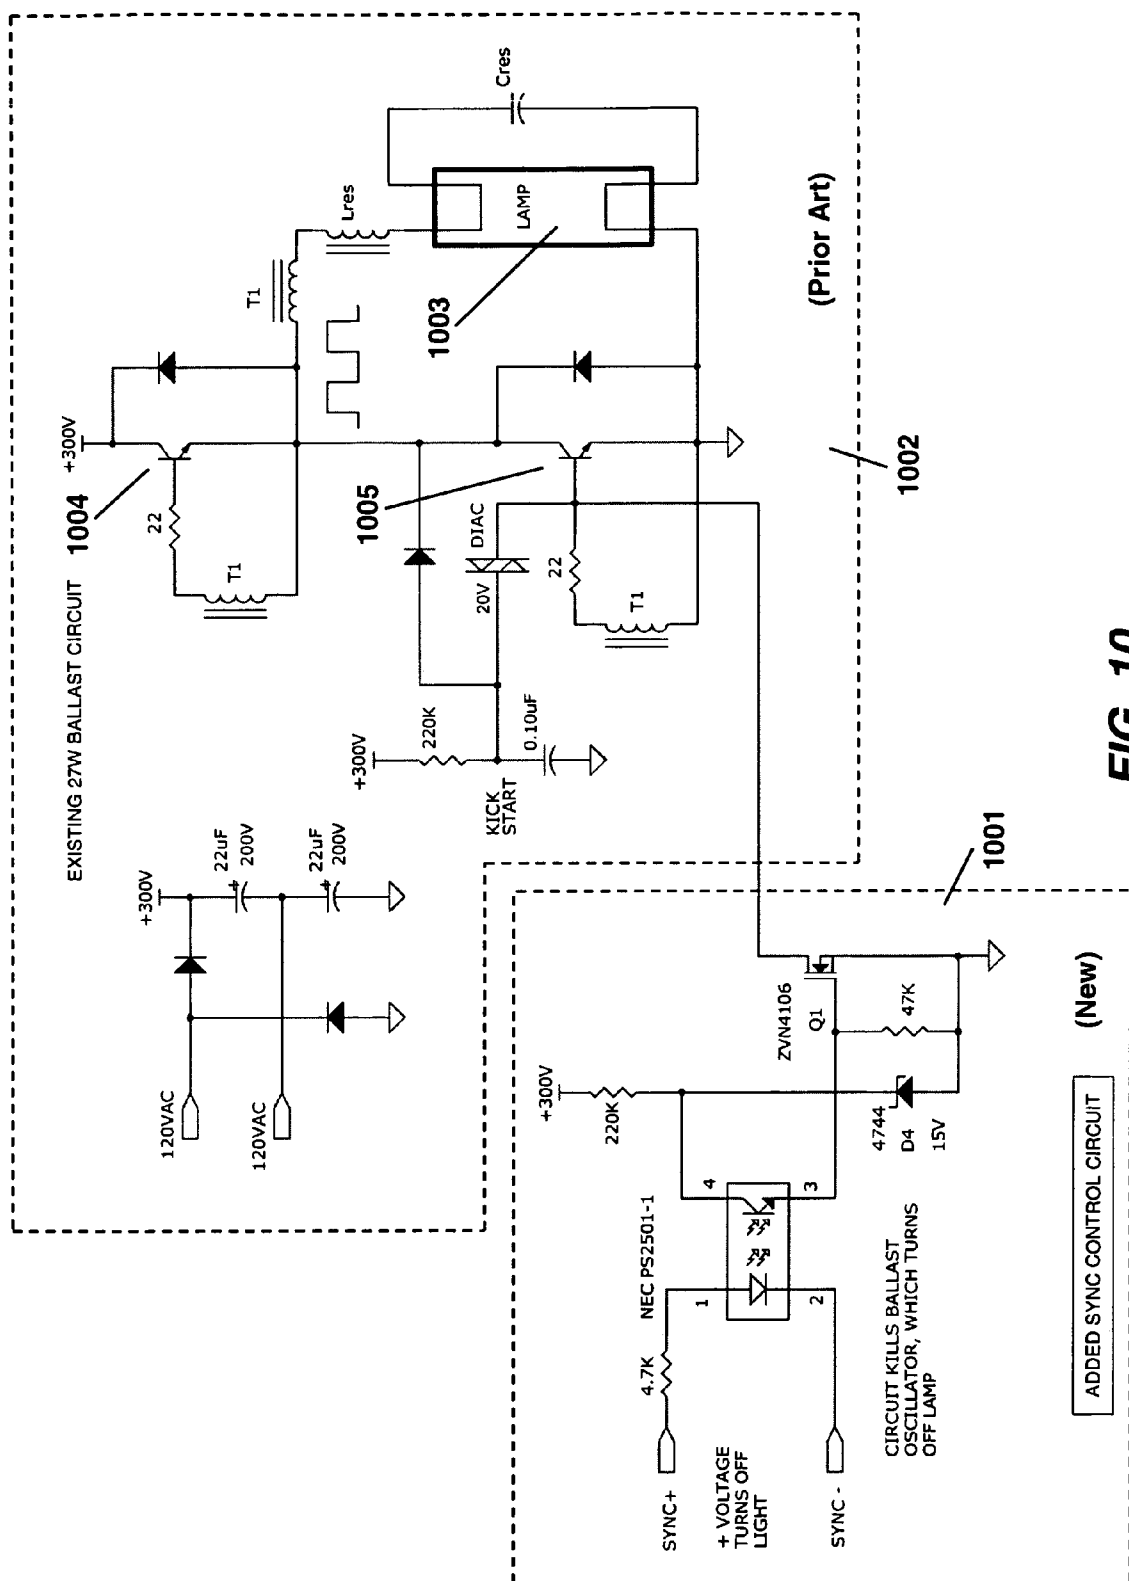 EXISTING 27W BALLAST CIRCUIT
120VAC
120VAC
+300V
22uF
200V
22uF
200V
+300V
220K
KICK
START
0.10uF
+300V
1004
22
T1
T1
Lres
Cres
LAMP
1003
1005
DIAC
20V
22
T1
1002
(Prior Art)
SYNC+
4.7K
+ VOLTAGE
TURNS OFF
LIGHT
SYNC -
NEC PS2501-1
1
2
3
4
+300V
220K
4744
D4
15V
ZVN4106
Q1
47K
1001
(New)
CIRCUIT KILLS BALLAST
OSCILLATOR, WHICH TURNS
OFF LAMP
ADDED SYNC CONTROL CIRCUIT
FIG. 10